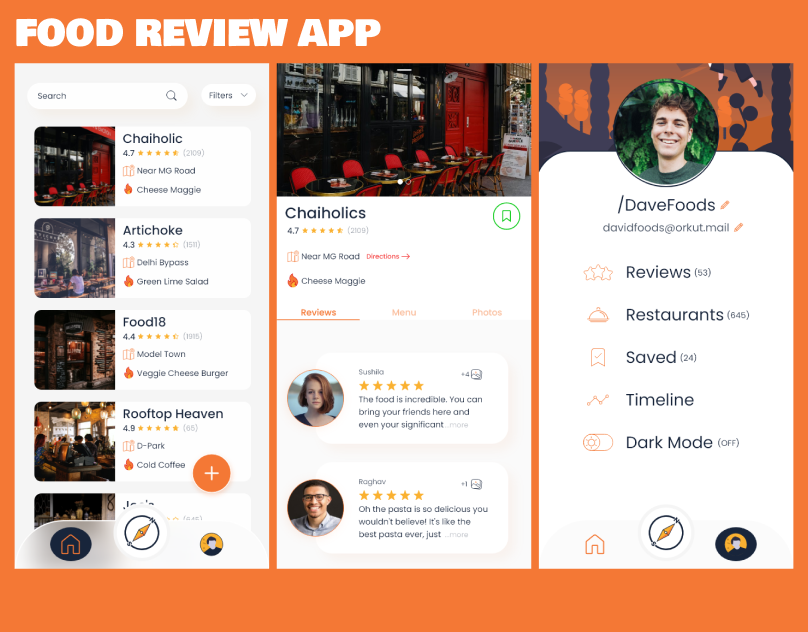 FOOD REVIEW APP
Search
Filters
Chaiholic
4.7 (2109)
Near MG Road
Cheese Maggie
Artichoke
4.3 (1511)
Delhi Bypass
Green Lime Salad
Food18
4.4 (1915)
Model Town
Veggie Cheese Burger
Rooftop Heaven
4.9 (65)
D-Park
Cold Coffee
Chaiholics
4.7 (2109)
Near MG Road Directions →
Cheese Maggie
Reviews Menu Photos
Sushila +4
The food is incredible. You can
bring your friends here and
even your significant ...more
Raghav +1
Oh the pasta is so delicious you
wouldn't believe! It's like the
best pasta ever, just ...more
/DaveFoods
davidfoods@orkut.mail
Reviews (53)
Restaurants (645)
Saved (24)
Timeline
Dark Mode (OFF)